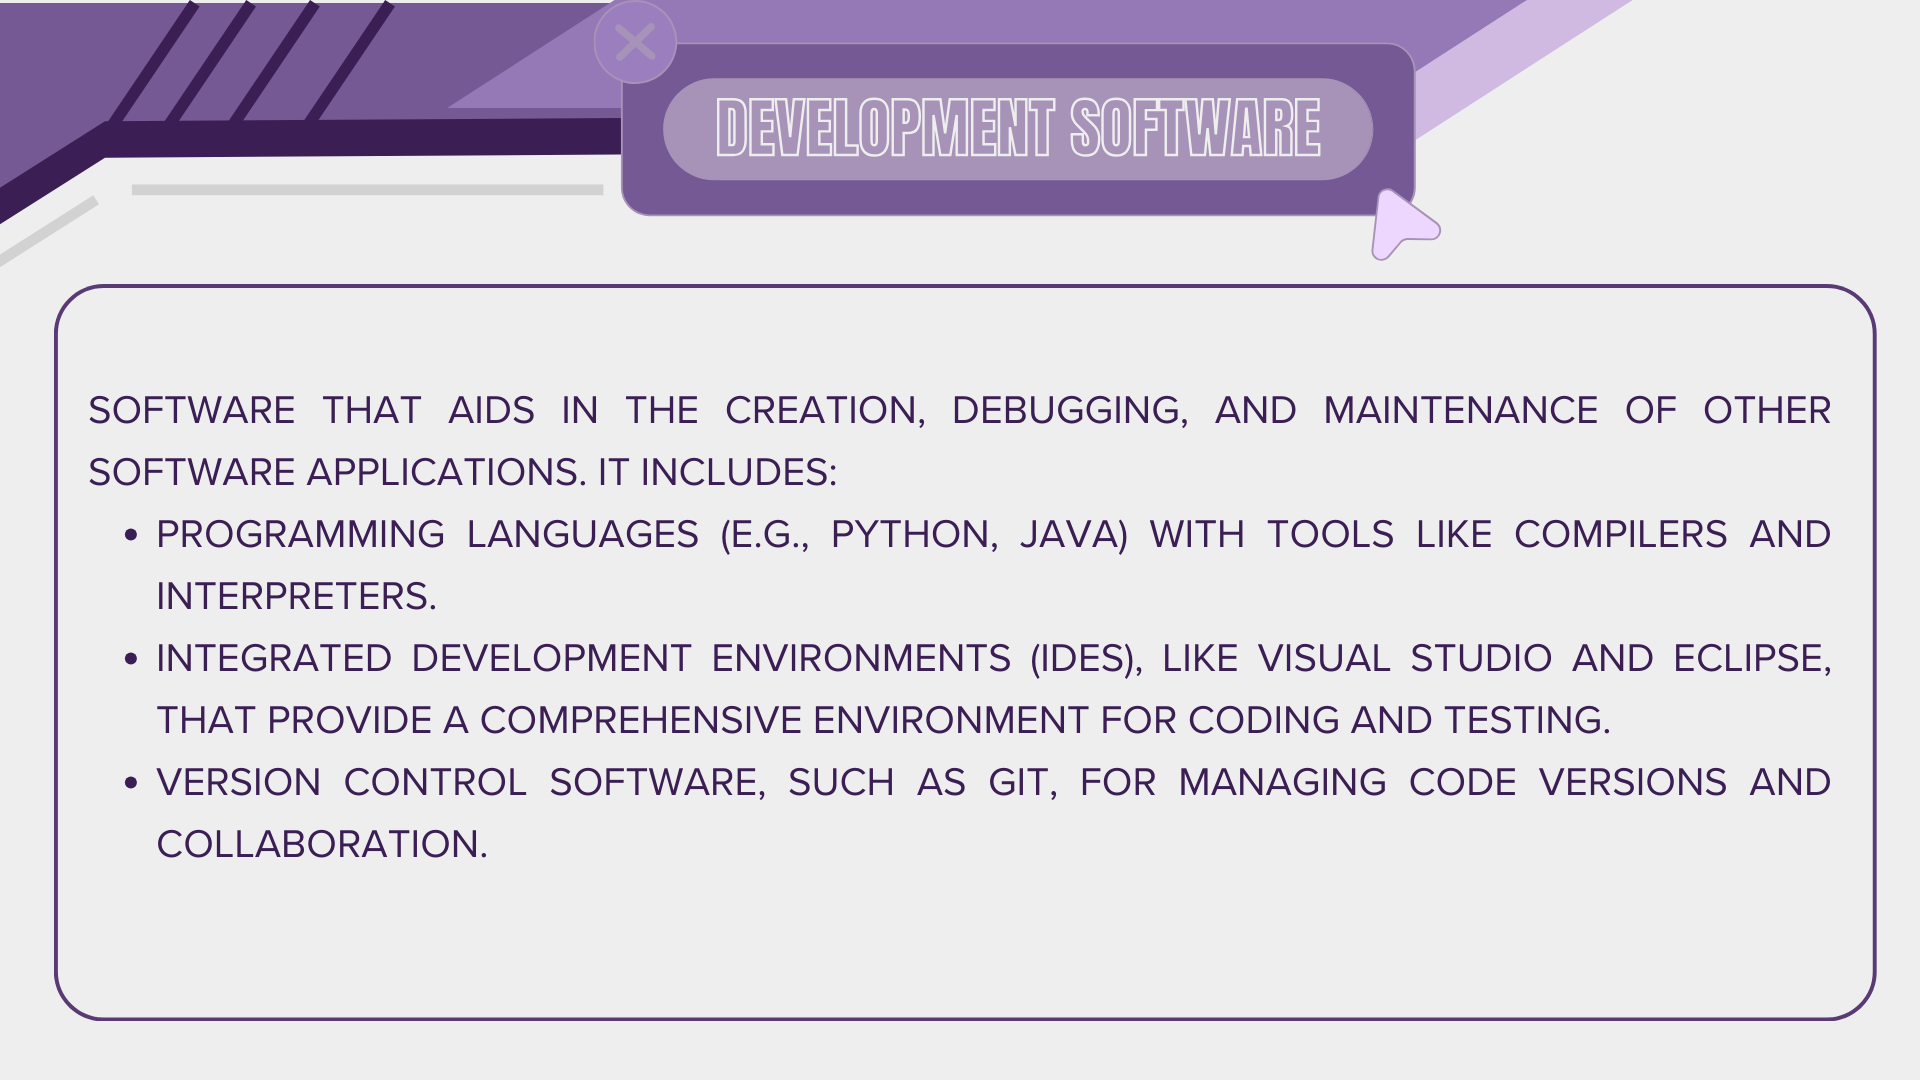 DEVELOPMENT SOFTWARE
SOFTWARE THAT AIDS IN THE CREATION, DEBUGGING, AND MAINTENANCE OF OTHER
SOFTWARE APPLICATIONS. IT INCLUDES:
• PROGRAMMING LANGUAGES (E.G., PYTHON, JAVA) WITH TOOLS LIKE COMPILERS AND
INTERPRETERS.
• INTEGRATED DEVELOPMENT ENVIRONMENTS (IDES), LIKE VISUAL STUDIO AND ECLIPSE,
THAT PROVIDE A COMPREHENSIVE ENVIRONMENT FOR CODING AND TESTING.
• VERSION CONTROL SOFTWARE, SUCH AS GIT, FOR MANAGING CODE VERSIONS AND
COLLABORATION.